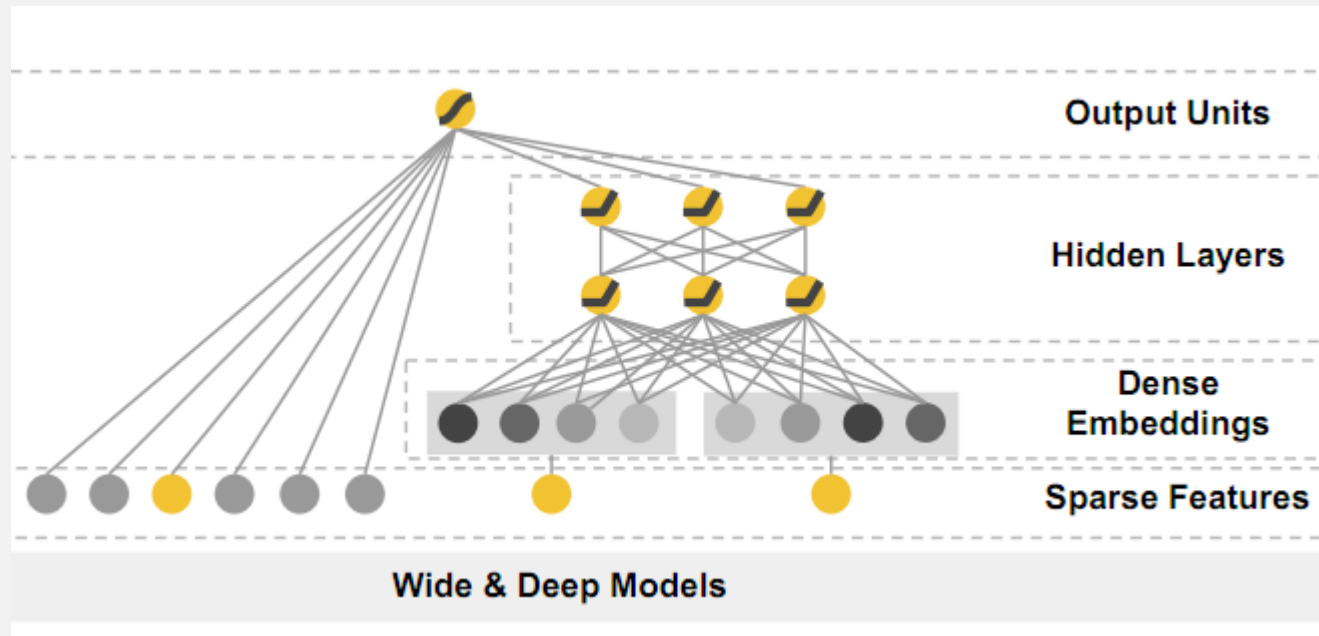 Output Units
Hidden Layers
Dense
Embeddings
Sparse Features
Wide & Deep Models